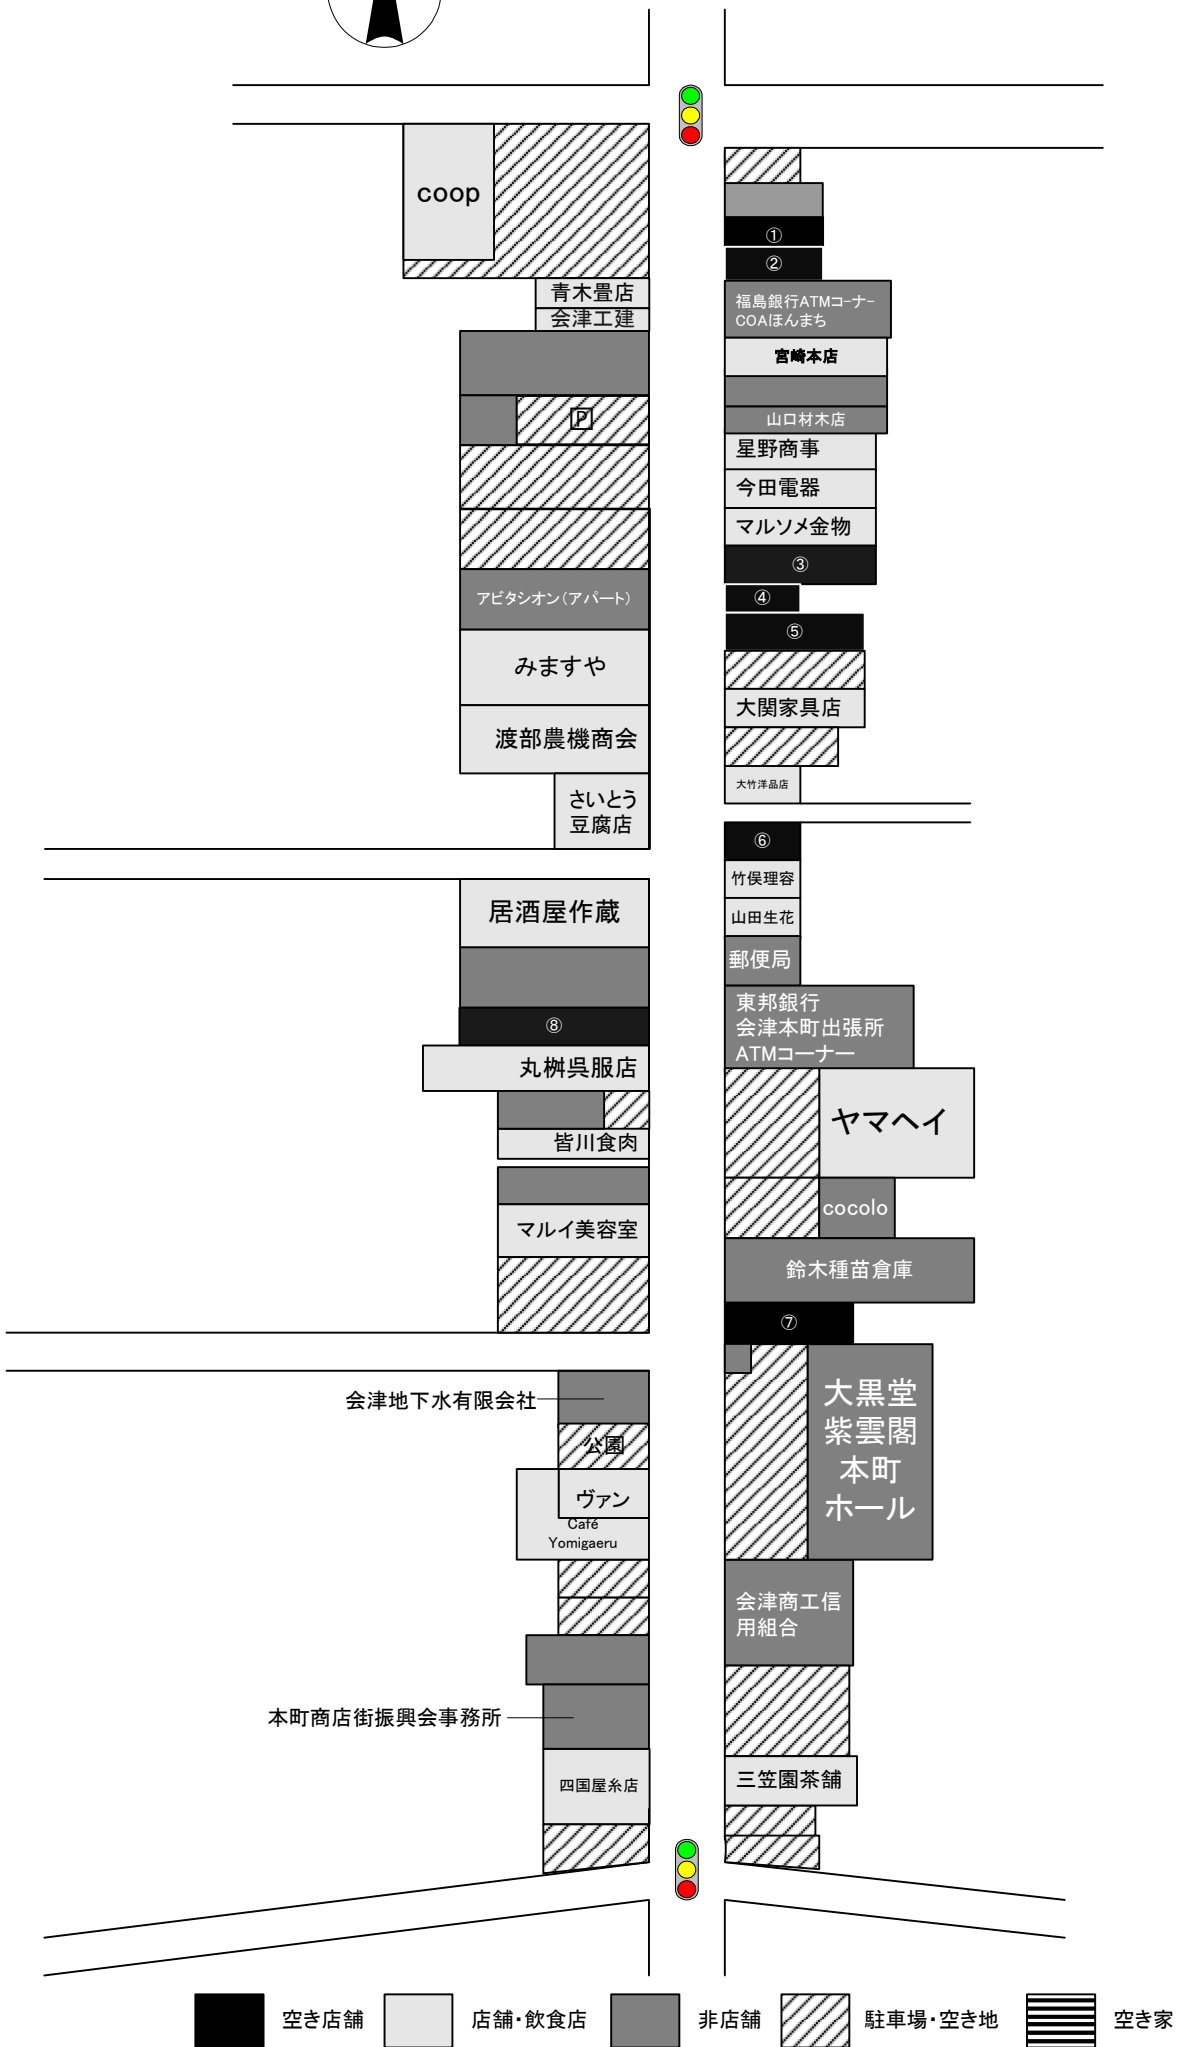 coop
青木畳店
会津工建
P
アビタシオン（アパート）
みますや
渡部農機商会
さいとう
豆腐店
居酒屋作蔵
⑧
丸桝呉服店
皆川食肉
マルイ美容室
会津地下水有限会社
公園
ヴァン
Café
Yomigaeru
本町商店街振興会事務所
四国屋糸店
①
②
福島銀行ATMコーナー
COAほんまち
宮崎本店
山口材木店
星野商事
今田電器
マルソメ金物
③
④
⑤
大関家具店
大竹洋品店
⑥
竹俣理容
山田生花
郵便局
東邦銀行
会津本町出張所
ATMコーナー
ヤマヘイ
cocolo
鈴木種苗倉庫
⑦
大黒堂
紫雲閣
本町
ホール
会津商工信
用組合
三笠園茶舗
空き店舗
店舗・飲食店
非店舗
駐車場・空き地
空き家